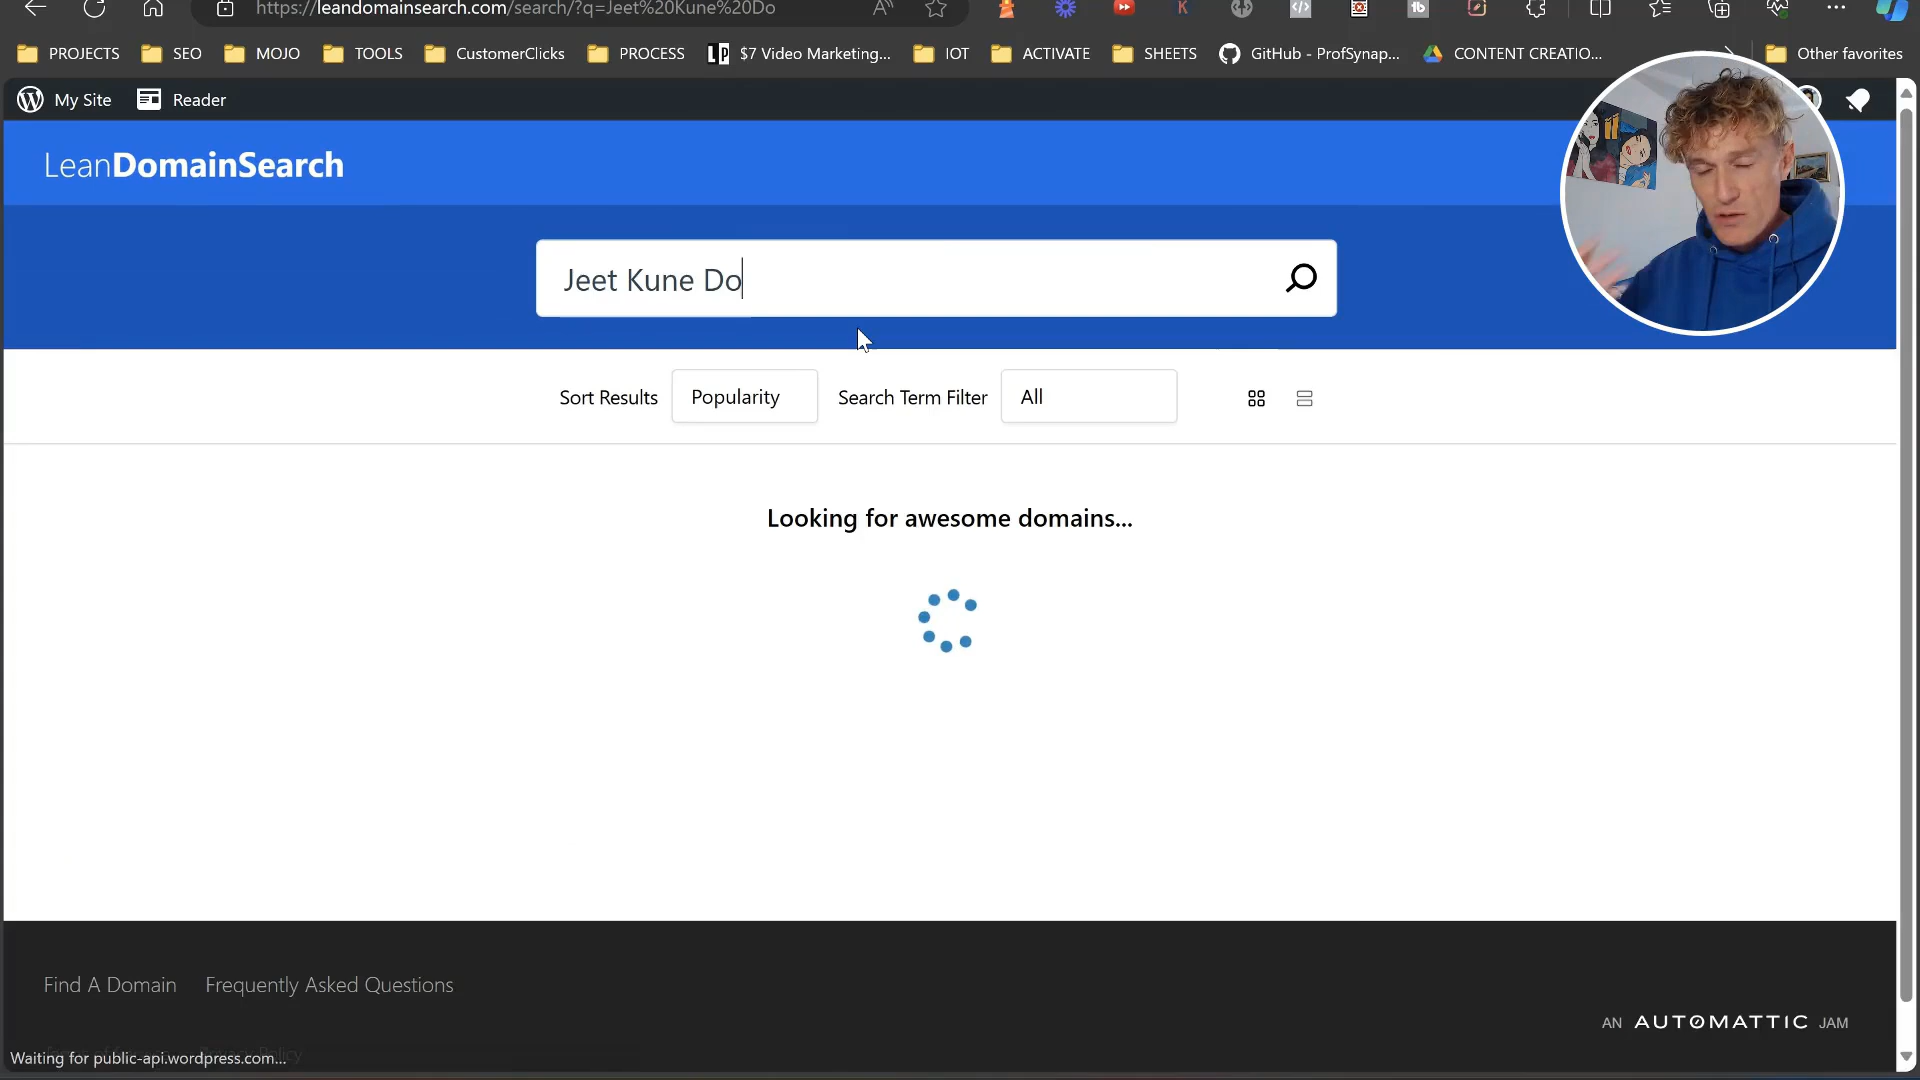 https://leandomainsearch.com/search/?q=Jeet%20Kune%20Do
PROJECTS SEO MOJO TOOLS CustomerClicks PROCESS $7 Video Marketing... IOT ACTIVATE SHEETS GitHub - ProfSynap... CONTENT CREATIO... Other favorites
My Site Reader
LeanDomainSearch
Jeet Kune Do
Sort Results Popularity Search Term Filter All
Looking for awesome domains...
Find A Domain Frequently Asked Questions
AN AUTOMATTIC JAM
Waiting for public-api.wordpress.com...